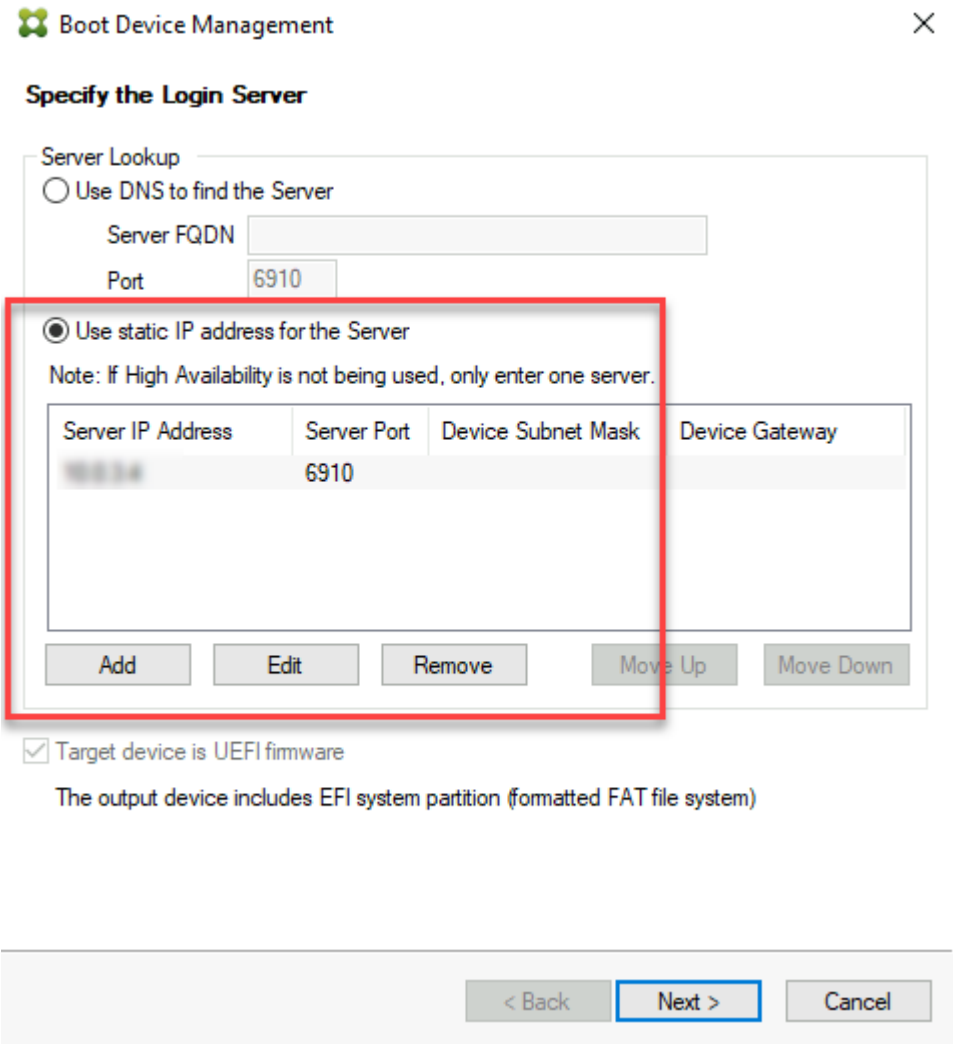 Boot Device Management
Specify the Login Server
Server Lookup
Use DNS to find the Server
Server FQDN
Port 6910
Use static IP address for the Server
Note: If High Availability is not being used, only enter one server.
Server IP Address Server Port Device Subnet Mask Device Gateway
6910
Add Edit Remove Move Up Move Down
Target device is UEFI firmware
The output device includes EFI system partition (formatted FAT file system)
< Back Next > Cancel